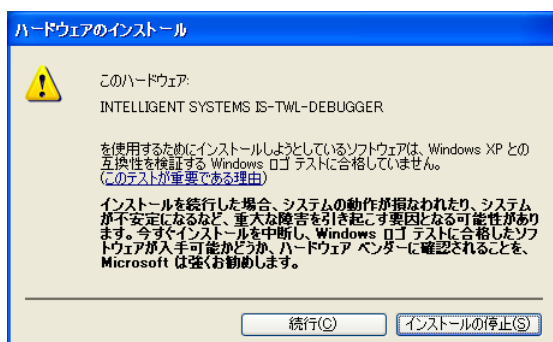 ハードウェアのインストール
このハードウェア:
INTELLIGENT SYSTEMS IS-TWL-DEBUGGER
を使用するためにインストールしようとしているソフトウェアは、Windows XP との
互換性を検証する Windows ロゴ テストに合格していません。
(このテストが重要である理由)
インストールを続行した場合、システムの動作が損なわれたり、システム
が不安定になるなど、重大な障害を引き起こす要因となる可能性があり
ます。今すぐインストールを中断し、Windows ロゴ テストに合格したソフ
トウェアが入手可能かどうか、ハードウェア ベンダーに確認されることを、
Microsoft は強くお勧めします。
続行(C)
インストールの停止(S)